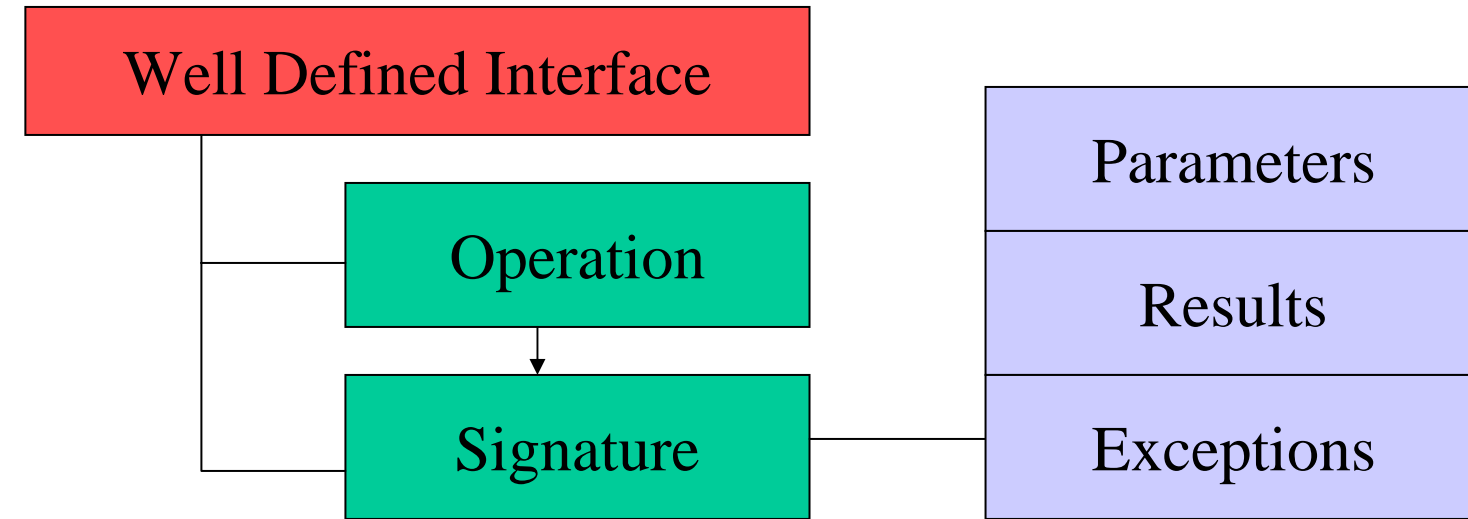 Well Defined Interface
Operation
Signature
Parameters
Results
Exceptions